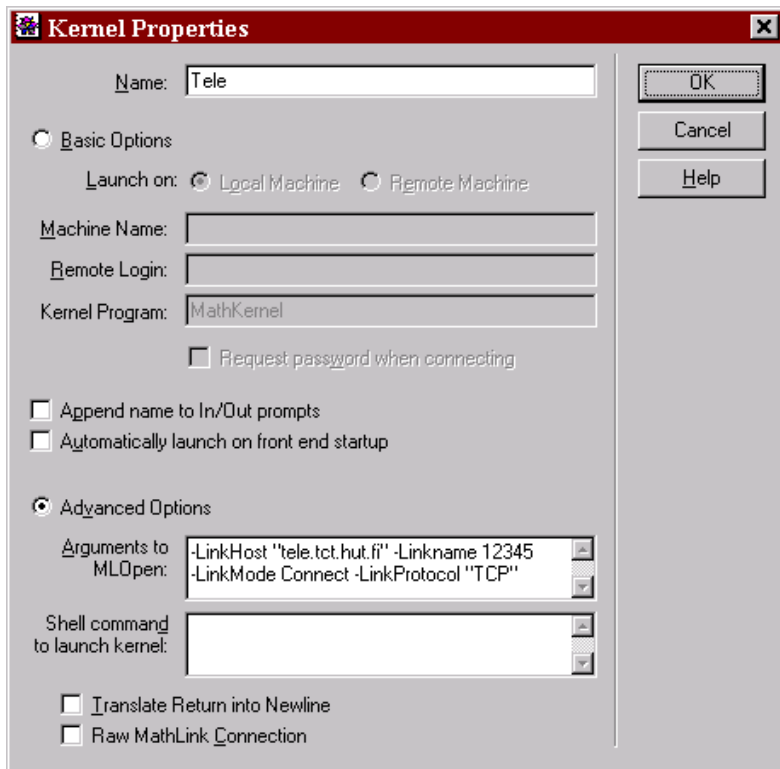 Kernel Properties
Name: Tele
OK
Basic Options
Cancel
Launch on: Local Machine Remote Machine
Help
Machine Name:
Remote Login:
Kernel Program: MathKernel
Request password when connecting
Append name to In/Out prompts
Automatically launch on front end startup
Advanced Options
Arguments to MLOpen:
-LinkHost "tele.tct.hut.fi" -Linkname 12345
-LinkMode Connect -LinkProtocol "TCP"
Shell command
to launch kernel:
Translate Return into Newline
Raw MathLink Connection